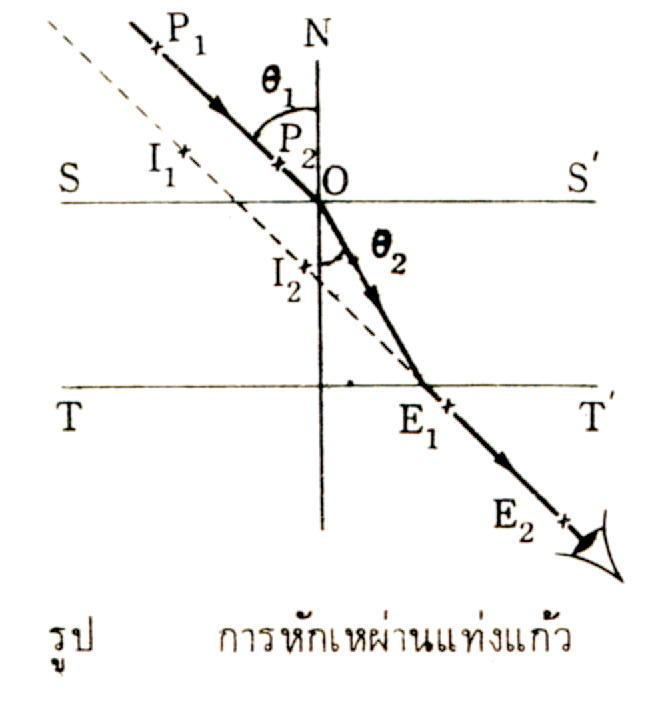 P₁
N
θ₁
P₂
I₁
S
O
S'
θ₂
I₂
T
E₁
T'
E₂
รูป การหักเหผ่านแท่งแก้ว